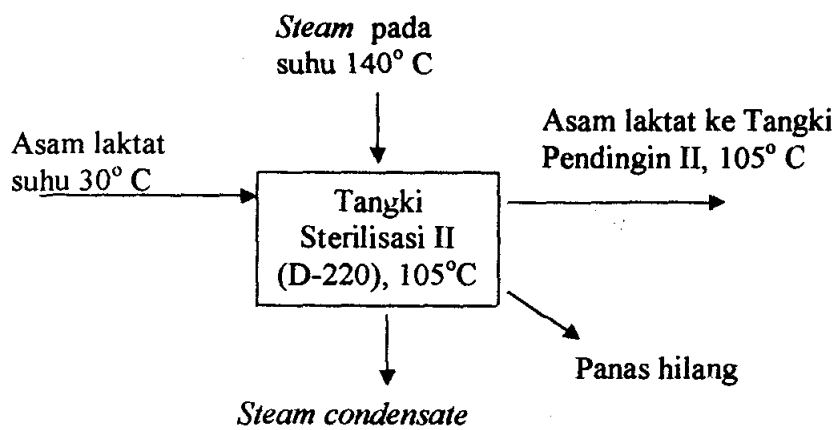 Steam pada
suhu 140° C
Asam laktat
suhu 30° C
Asam laktat ke Tangki
Pendingin II, 105° C
Tangki
Sterilisasi II
(D-220), 105°C
Panas hilang
Steam condensate